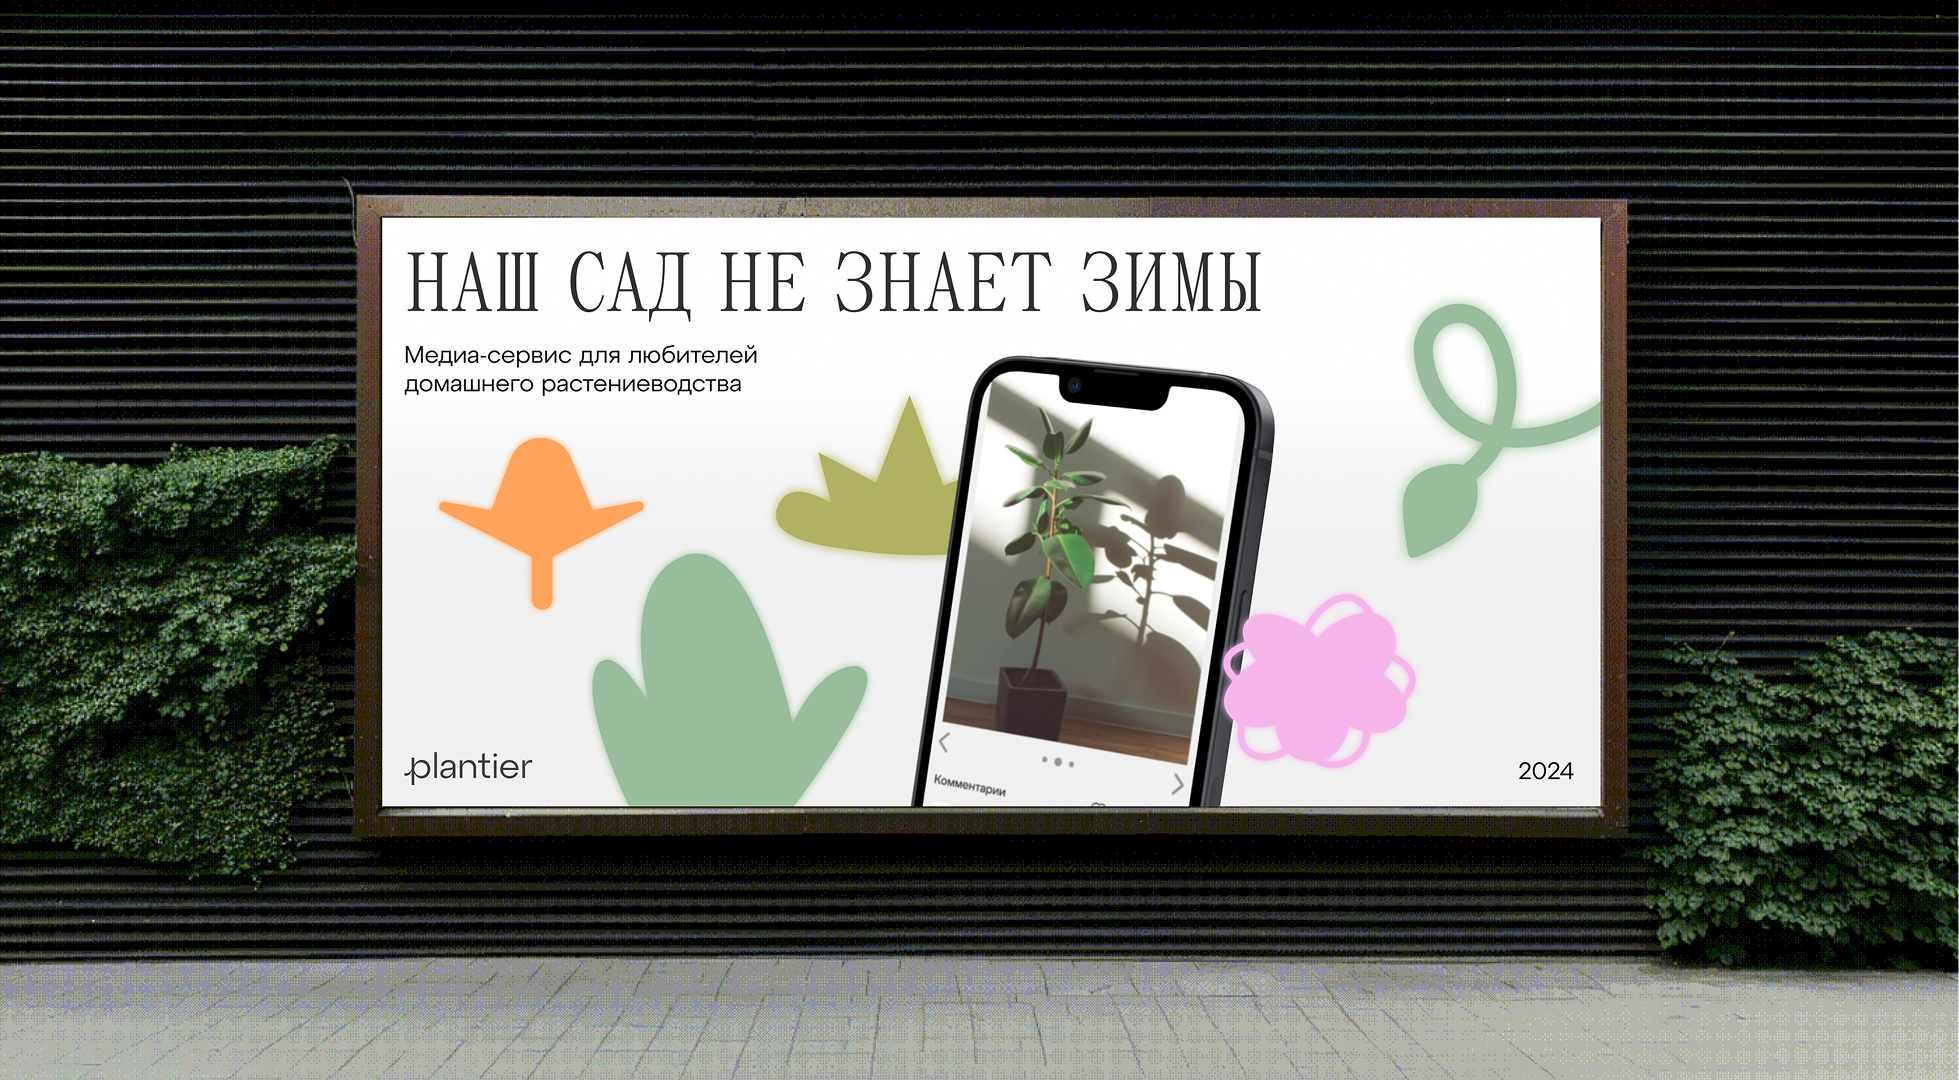 НАШ САД НЕ ЗНАЕТ ЗИМЫ
Медиа-сервис для любителей
домашнего растениеводства
Комментарии
plantier
2024